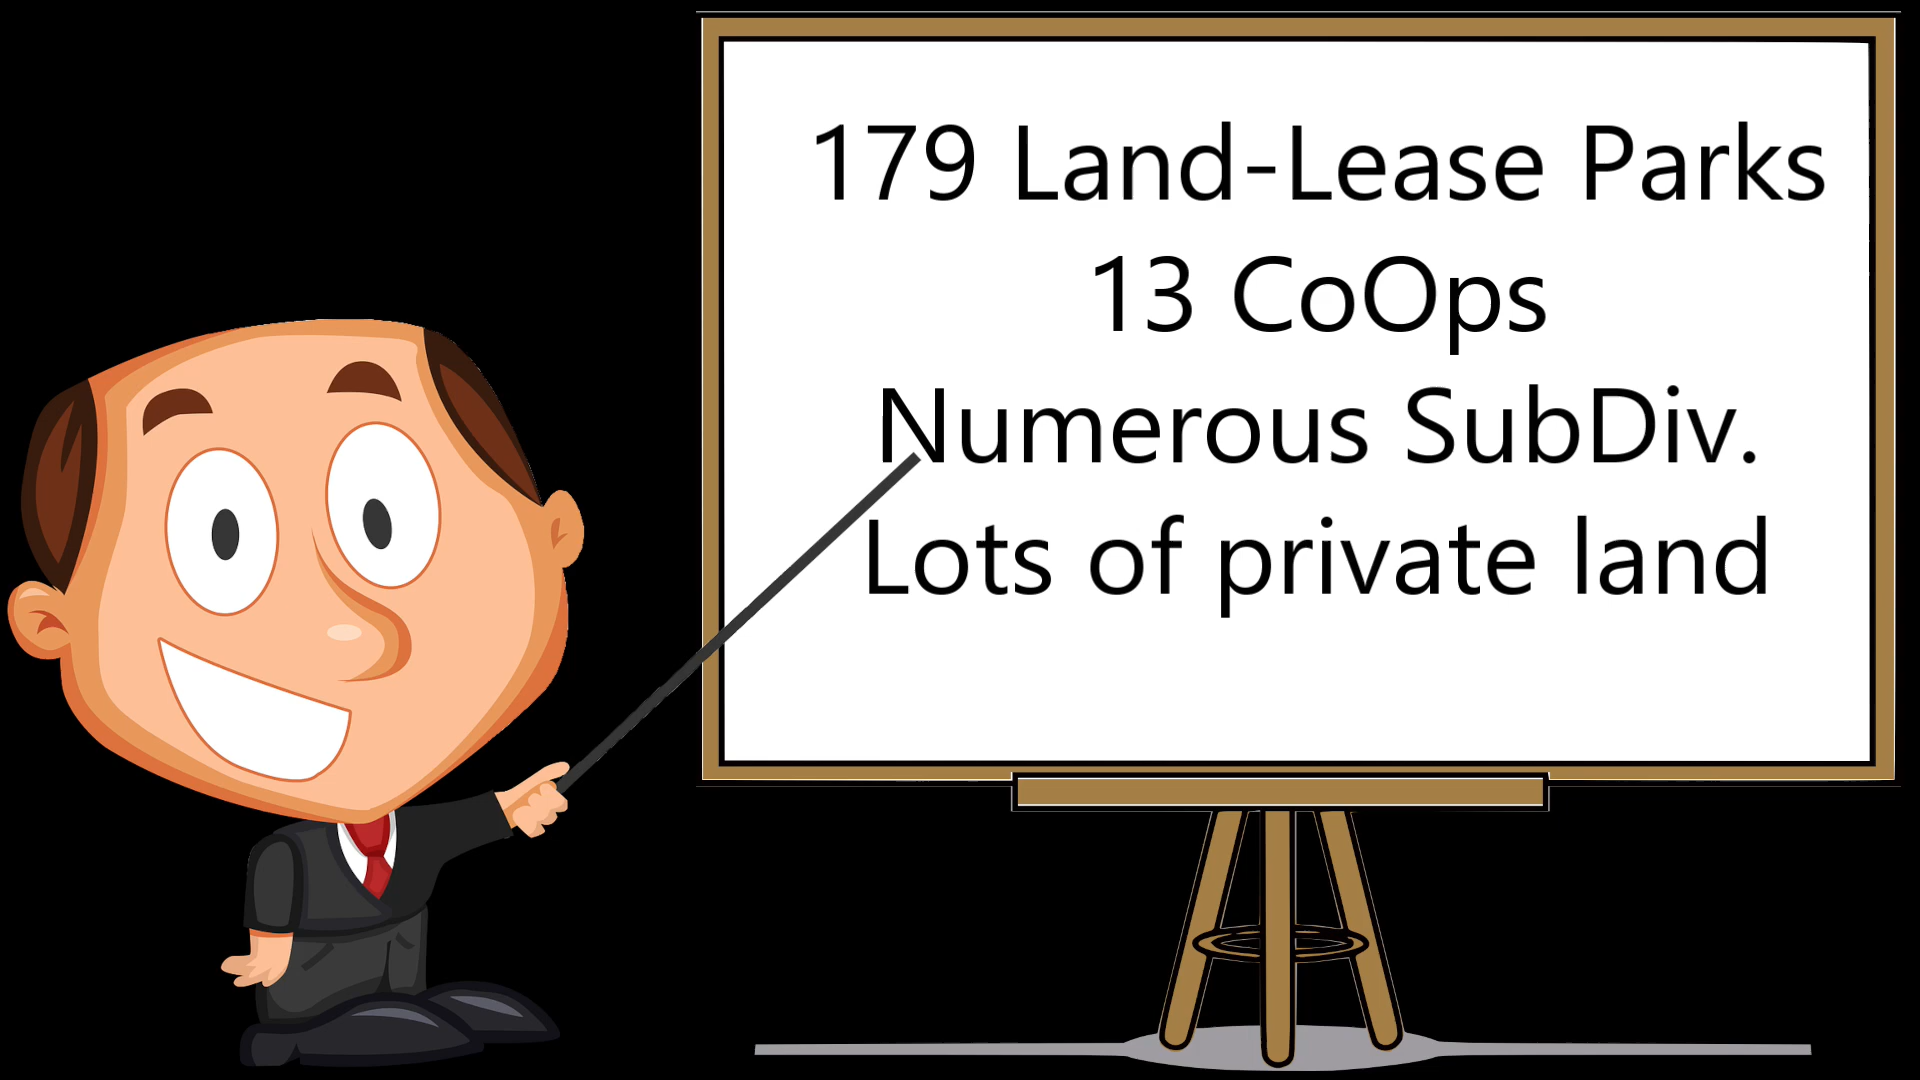 179 Land-Lease Parks
13 CoOps
Numerous SubDiv.
Lots of private land